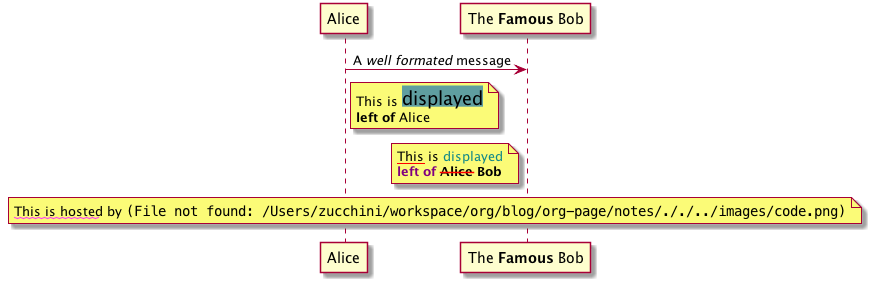 Alice
The Famous Bob
A well formated message
This is displayed
left of Alice
This is displayed
left of Alice Bob
This is hosted by (File not found: /Users/zucchini/workspace/org/blog/org-page/notes/././../images/code.png)
Alice
The Famous Bob